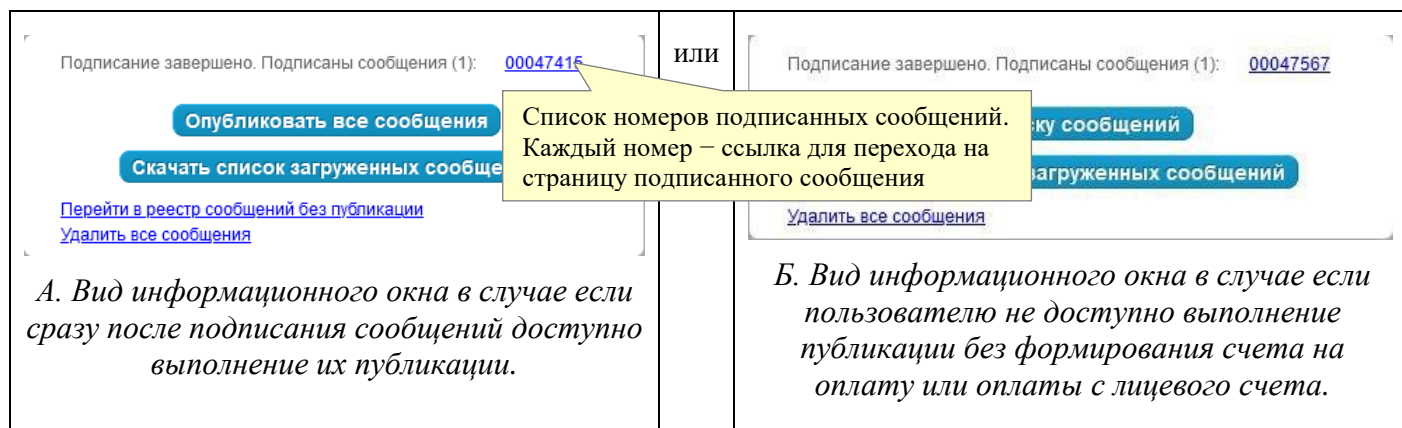 Подписание завершено. Подписаны сообщения (1): 00047415
Опубликовать все сообщения
Скачать список загруженных
Перейти в реестр сообщений без публикации
Удалить все сообщения
А. Вид информационного окна в случае если
сразу после подписания сообщений доступно
выполнение их публикации.
или
Список номеров подписанных сообщений.
Каждый номер − ссылка для перехода на
страницу подписанного сообщения
Подписание завершено. Подписаны сообщения (1): 00047567
сообщений
загруженных сообщений
Удалить все сообщения
Б. Вид информационного окна в случае если
пользователю не доступно выполнение
публикации без формирования счета на
оплату или оплаты с лицевого счета.